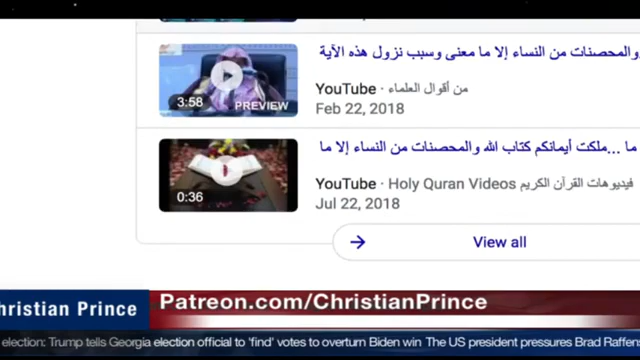 والمحصنات من النساء إلا ما معنى وسبب نزول هذه الآية
YouTube · من أقوال العلماء
Feb 22, 2018
3:58
PREVIEW
ما ...ملكت أيمانكم كتاب الله والمحصنات من النساء إلا ما
YouTube · Holy Quran Videos فيديوهات القرآن الكريم
Jul 22, 2018
0:36
View all
Christian Prince
Patreon.com/ChristianPrince
election: Trump tells Georgia election official to 'find' votes to overturn Biden win The US president pressures Brad Raffens